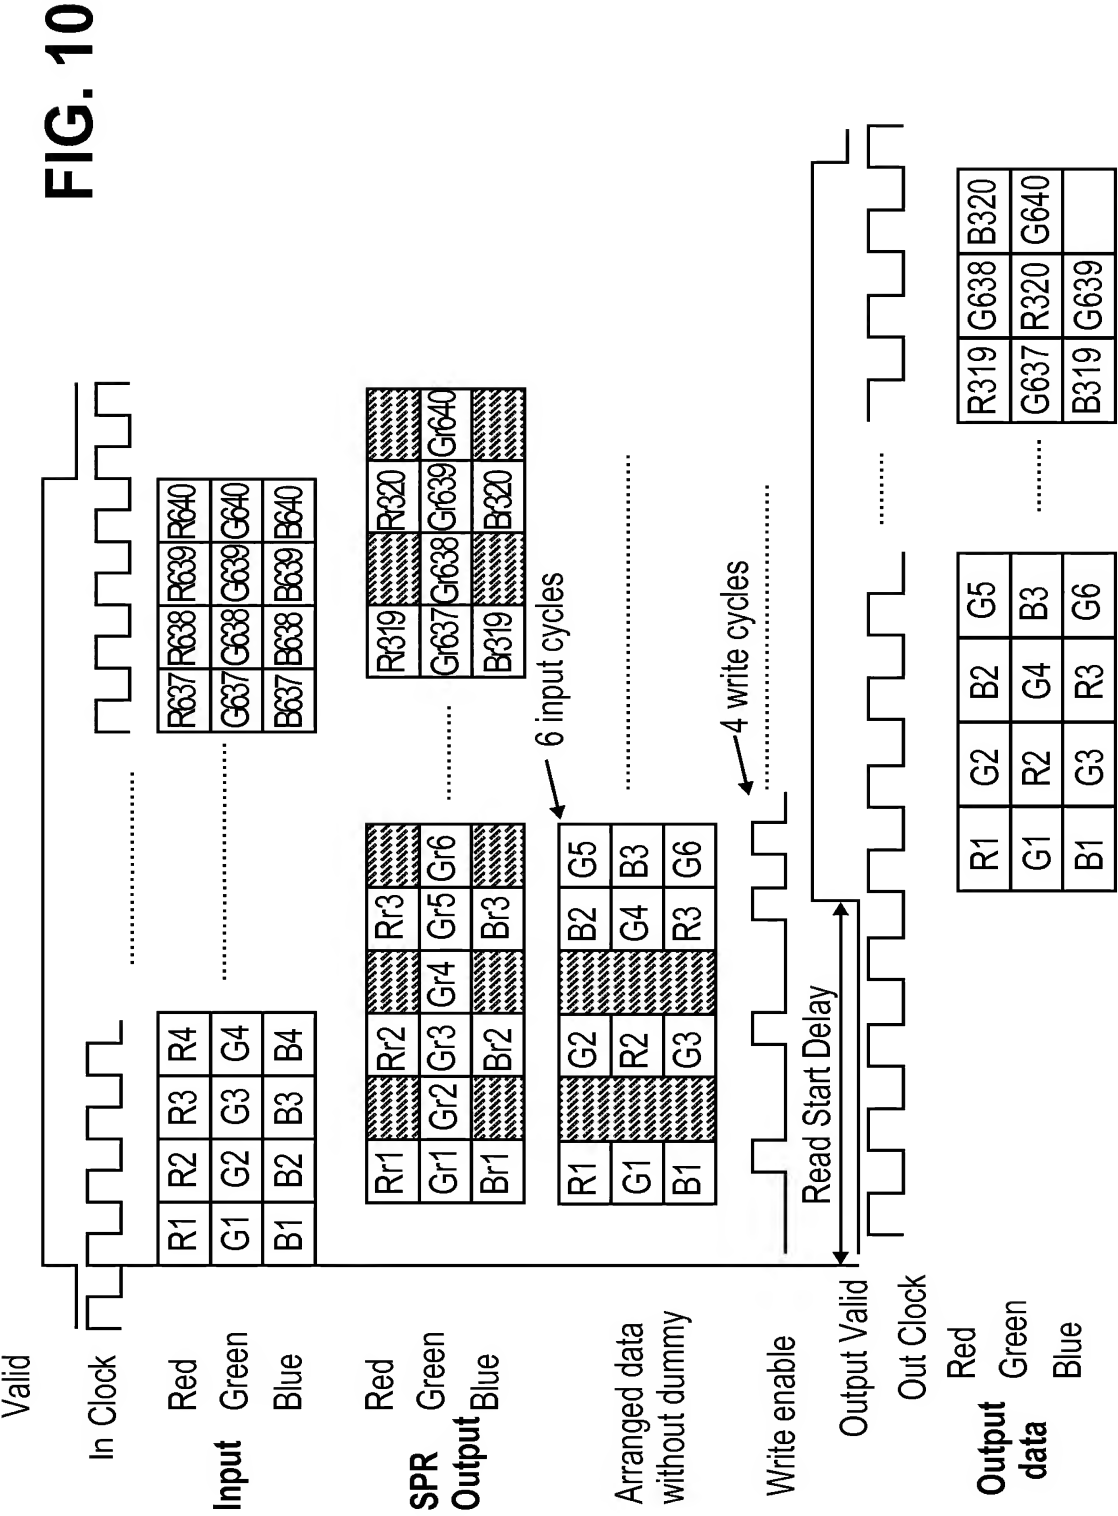 FIG. 10
Valid
In Clock
Input
Red R1 R2 R3 R4 R637 R638 R639 R640
Green G1 G2 G3 G4 G637 G638 G639 G640
Blue B1 B2 B3 B4 B637 B638 B639 B640
SPR
Output
Red Rr1 Rr2 Rr3 Rr319 Rr320
Green Gr1 Gr2 Gr3 Gr4 Gr5 Gr6 Gr637 Gr638 Gr639 Gr640
Blue Br1 Br2 Br3 Br319 Br320
6 input cycles
Arranged data
without dummy
R1 G2 B2 G5
G1 R2 G4 B3
B1 G3 R3 G6
4 write cycles
Write enable
Read Start Delay
Output Valid
Out Clock
Output
data
Red R1 G2 B2 G5 R319 G638 B320
Green G1 R2 G4 B3 G637 R320 G640
Blue B1 G3 R3 G6 B319 G639